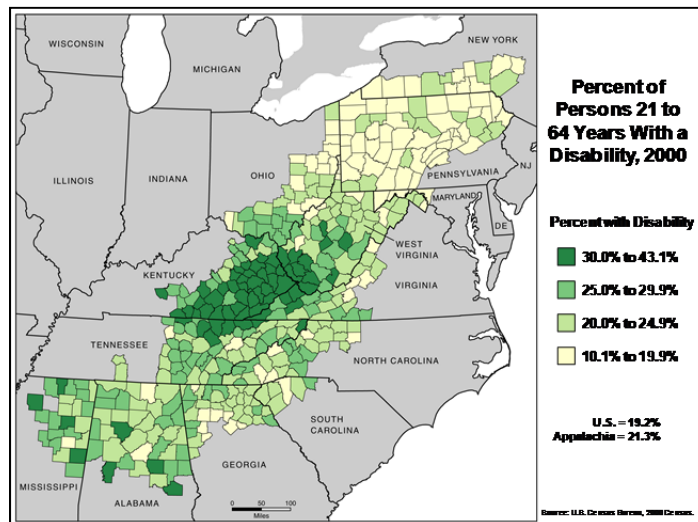 Percent of
Persons 21 to
64 Years With a
Disability, 2000
WISCONSIN
MICHIGAN
NEW YORK
ILLINOIS
INDIANA
OHIO
PENNSYLVANIA
NJ
MARYLAND
DE
WEST
VIRGINIA
VIRGINIA
KENTUCKY
TENNESSEE
NORTH CAROLINA
SOUTH
CAROLINA
GEORGIA
MISSISSIPPI
ALABAMA
0 50 100
Miles
Percent with Disability
30.0% to 43.1%
25.0% to 29.9%
20.0% to 24.9%
10.1% to 19.9%
U.S. = 19.2%
Appalachia = 21.3%
Source: U.S. Census Bureau, 2000 Census.